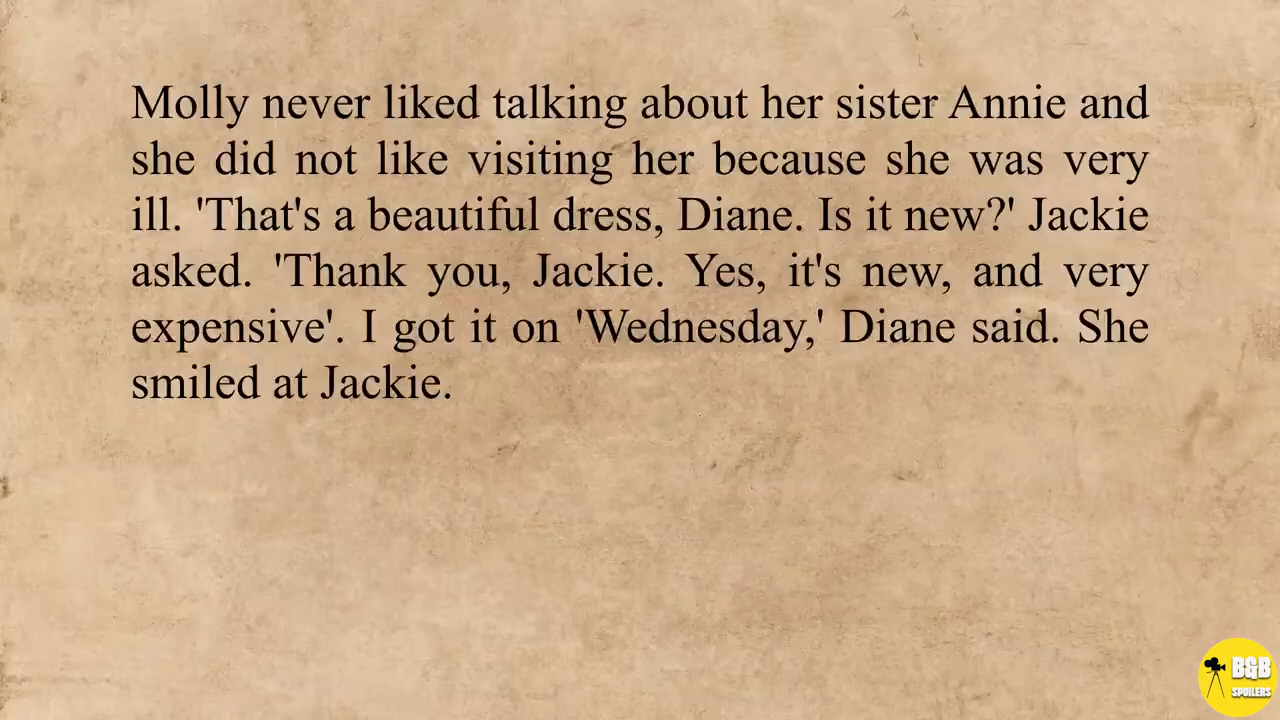 Molly never liked talking about her sister Annie and
she did not like visiting her because she was very
ill. 'That's a beautiful dress, Diane. Is it new?' Jackie
asked. 'Thank you, Jackie. Yes, it's new, and very
expensive'. I got it on 'Wednesday,' Diane said. She
smiled at Jackie.
B&B
SPOILERS